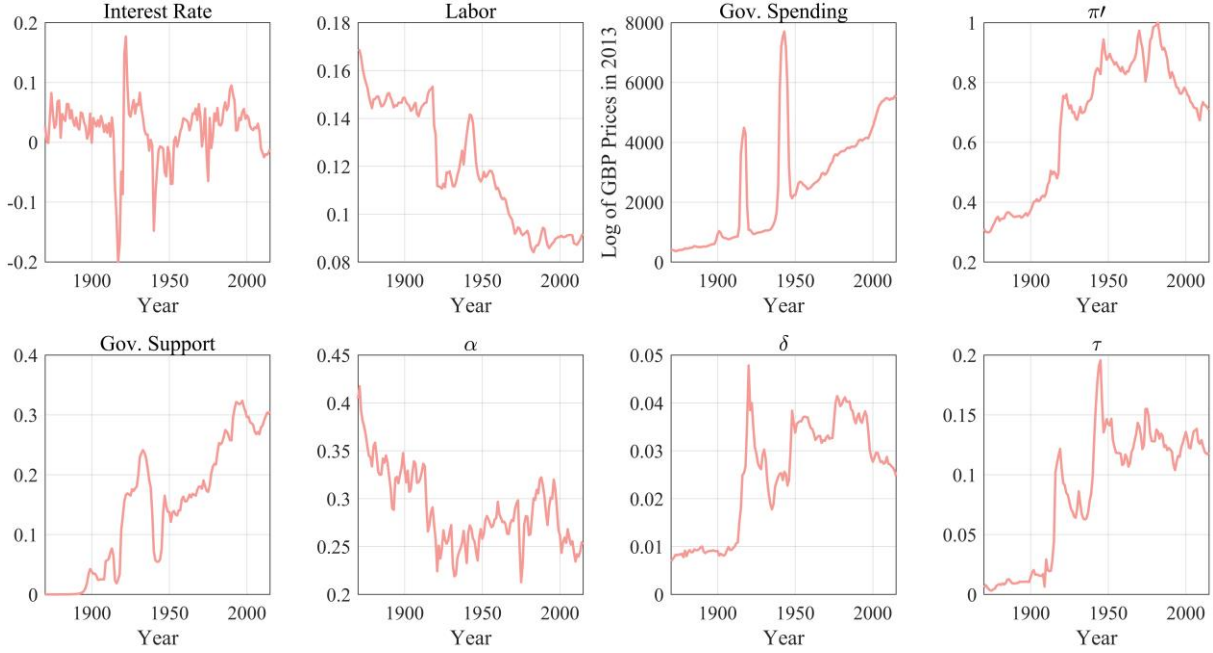 Interest Rate
0.2
0.1
0
-0.1
-0.2
1900 1950 2000
Year
Labor
0.18
0.16
0.14
0.12
0.1
0.08
1900 1950 2000
Year
Gov. Spending
Log of GBP Prices in 2013
8000
6000
4000
2000
0
1900 1950 2000
Year
π′
1
0.8
0.6
0.4
0.2
1900 1950 2000
Year
Gov. Support
0.4
0.3
0.2
0.1
0
1900 1950 2000
Year
α
0.45
0.4
0.35
0.3
0.25
0.2
1900 1950 2000
Year
δ
0.05
0.04
0.03
0.02
0.01
0
1900 1950 2000
Year
τ
0.2
0.15
0.1
0.05
0
1900 1950 2000
Year